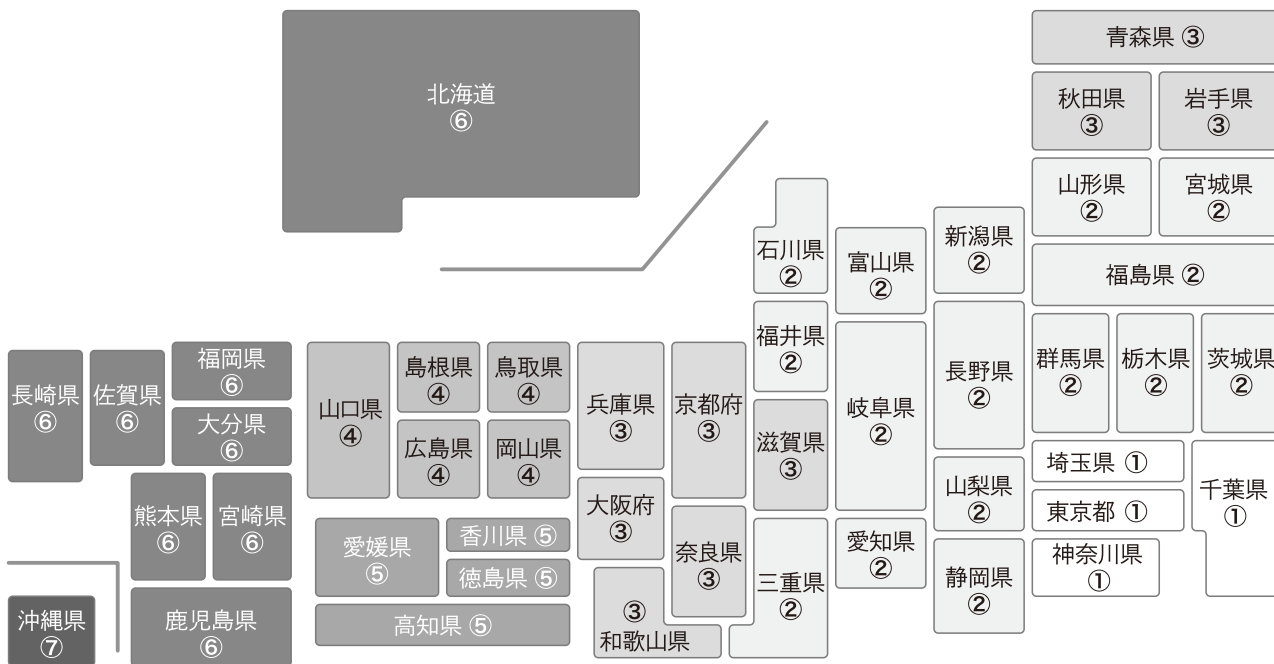 北海道
⑥
青森県 ③
秋田県
③
岩手県
③
山形県
②
宮城県
②
福島県 ②
新潟県
②
富山県
②
石川県
②
福井県
②
長野県
②
岐阜県
②
群馬県
②
栃木県
②
茨城県
②
埼玉県 ①
東京都 ①
千葉県
①
神奈川県
①
山梨県
②
静岡県
②
愛知県
②
三重県
②
滋賀県
③
京都府
③
兵庫県
③
大阪府
③
奈良県
③
③
和歌山県
鳥取県
④
島根県
④
岡山県
④
広島県
④
山口県
④
香川県 ⑤
徳島県 ⑤
愛媛県
⑤
高知県 ⑤
福岡県
⑥
大分県
⑥
佐賀県
⑥
長崎県
⑥
熊本県
⑥
宮崎県
⑥
鹿児島県
⑥
沖縄県
⑦